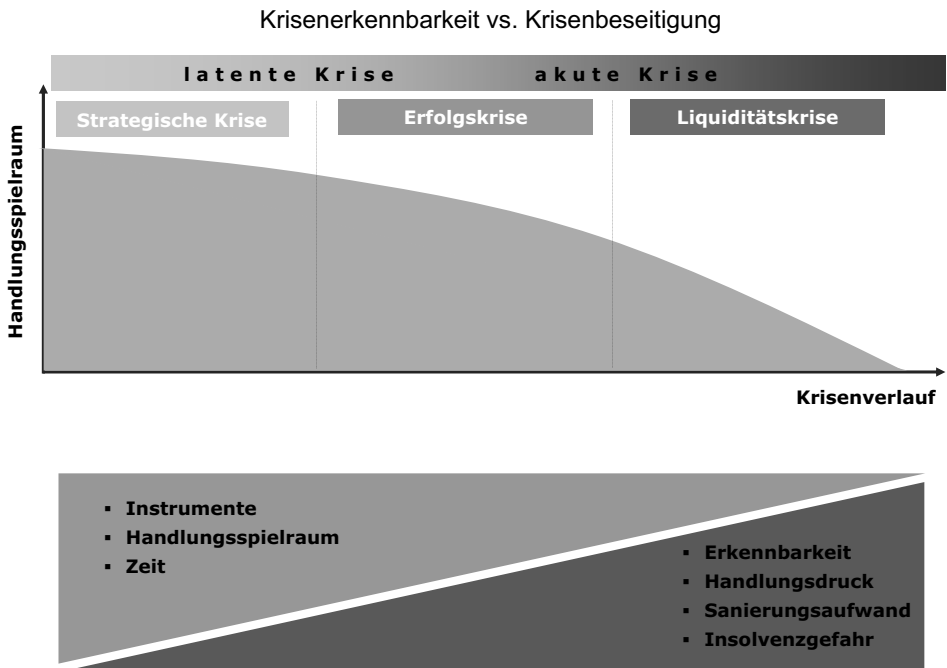 Krisenerkennbarkeit vs. Krisenbeseitigung
latente Krise akute Krise
Strategische Krise Erfolgskrise Liquiditätskrise
Handlungsspielraum
Krisenverlauf
▪ Instrumente
▪ Handlungsspielraum
▪ Zeit
▪ Erkennbarkeit
▪ Handlungsdruck
▪ Sanierungsaufwand
▪ Insolvenzgefahr